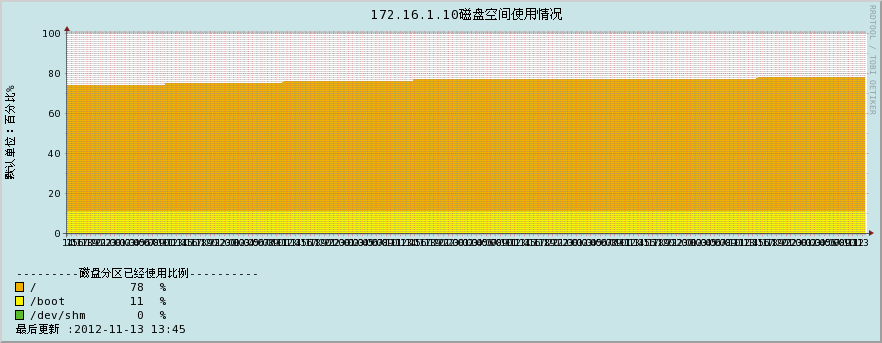 172.16.1.10磁盘空间使用情况
RRDTOOL / TOBI OETIKER
默认单位：百分比%
100
80
60
40
20
0
---------磁盘分区已经使用比例----------
/ 78 %
/boot 11 %
/dev/shm 0 %
最后更新 :2012-11-13 13:45